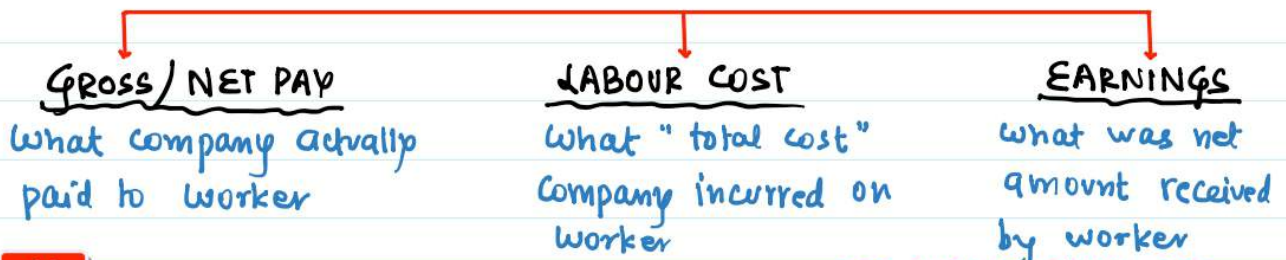 GROSS/NET PAY
What company actually
paid to worker
LABOUR COST
What "total cost"
Company incurred on
worker
EARNINGS
What was net
amount received
by worker